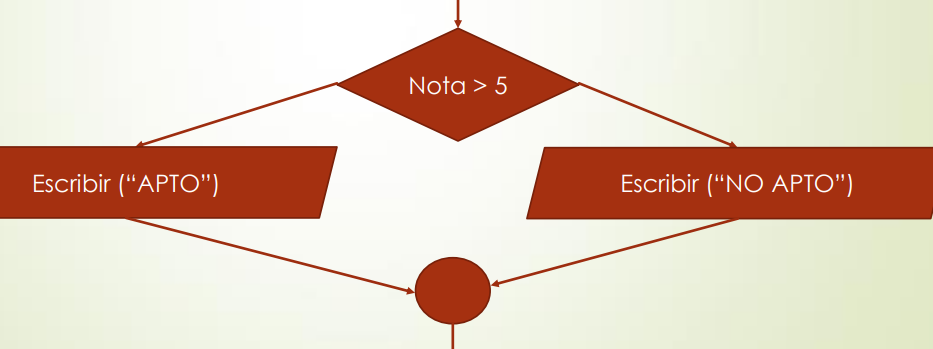 Nota > 5
Escribir (“APTO”)
Escribir (“NO APTO”)